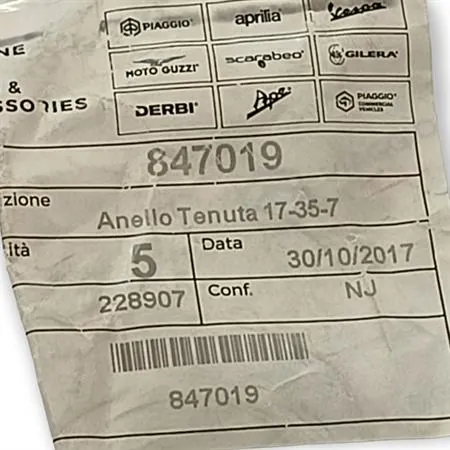 PIAGGIO
aprilia
Vespa
NE
MOTO GUZZI
scarabeo
GILERA
&
SSORIES
DERBI
Ape
PIAGGIO
COMMERCIAL
VEHICLES
847019
zione
Anello Tenuta 17-35-7
ità
5
Data
30/10/2017
228907
Conf.
NJ
847019